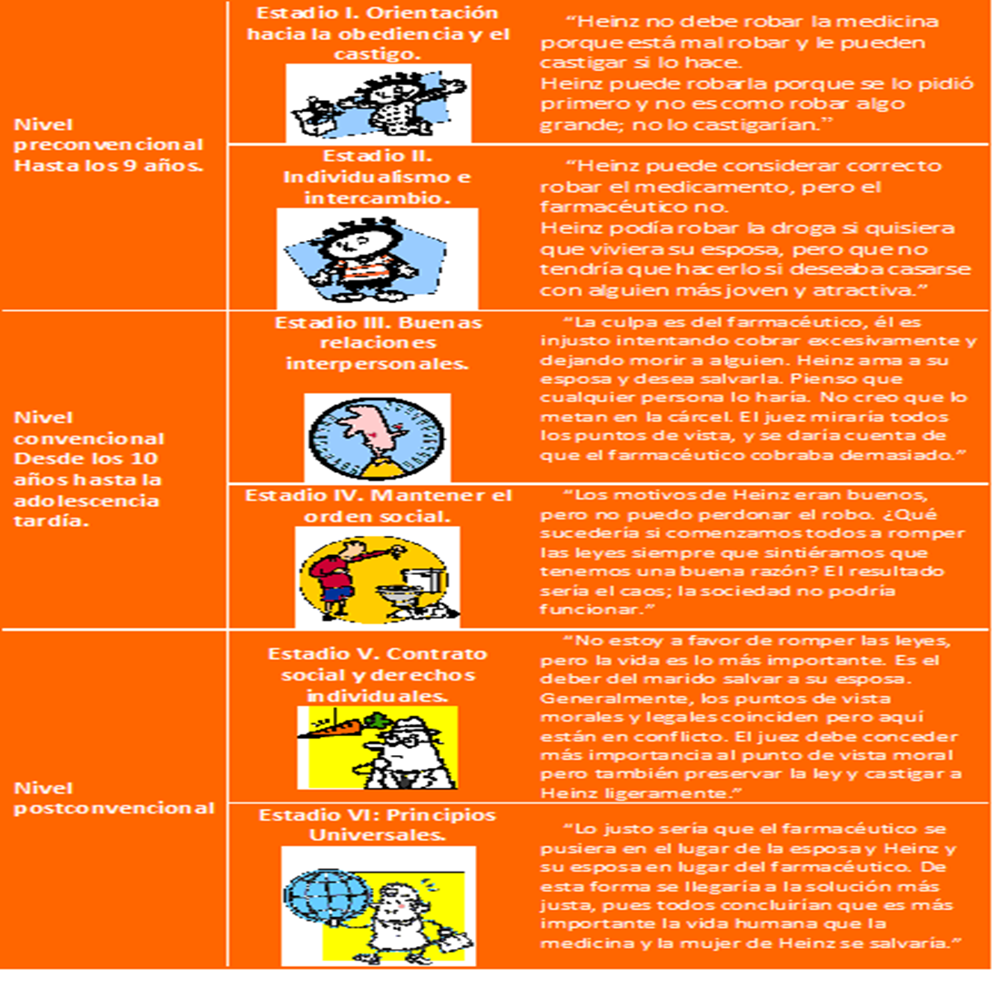 Nivel
preconvencional
Hasta los 9 años.
Estadio I. Orientación
hacia la obediencia y el
castigo.
“Heinz no debe robar la medicina
porque está mal robar y le pueden
castigar si lo hace.
Heinz puede robarla porque se lo pidió
primero y no es como robar algo
grande; no lo castigarían.”
Estadio II.
Individualismo e
intercambio.
“Heinz puede considerar correcto
robar el medicamento, pero el
farmacéutico no.
Heinz podía robar la droga si quisiera
que viviera su esposa, pero que no
tendría que hacerlo si deseaba casarse
con alguien más joven y atractiva.”
Nivel
convencional
Desde los 10
años hasta la
adolescencia
tardía.
Estadio III. Buenas
relaciones
interpersonales.
“La culpa es del farmacéutico, él es
injusto intentando cobrar excesivamente y
dejando morir a alguien. Heinz ama a su
esposa y desea salvarla. Pienso que
cualquier persona lo haría. No creo que lo
metan en la cárcel. El juez miraría todos
los puntos de vista, y se daría cuenta de
que el farmacéutico cobraba demasiado.”
Estadio IV. Mantener el
orden social.
“Los motivos de Heinz eran buenos,
pero no puedo perdonar el robo. ¿Qué
sucedería si comenzamos todos a romper
las leyes siempre que sintiéramos que
tenemos una buena razón? El resultado
sería el caos; la sociedad no podría
funcionar.”
Nivel
postconvencional
Estadio V. Contrato
social y derechos
individuales.
“No estoy a favor de romper las leyes,
pero la vida es lo más importante. Es el
deber del marido salvar a su esposa.
Generalmente, los puntos de vista
morales y legales coinciden pero aquí
están en conflicto. El juez debe conceder
más importancia al punto de vista moral
pero también preservar la ley y castigar a
Heinz ligeramente.”
Estadio VI: Principios
Universales.
“Lo justo sería que el farmacéutico se
pusiera en el lugar de la esposa y Heinz y
su esposa en lugar del farmacéutico. De
esta forma se llegaría a la solución más
justa, pues todos concluirían que es más
importante la vida humana que la
medicina y la mujer de Heinz se salvaría.”